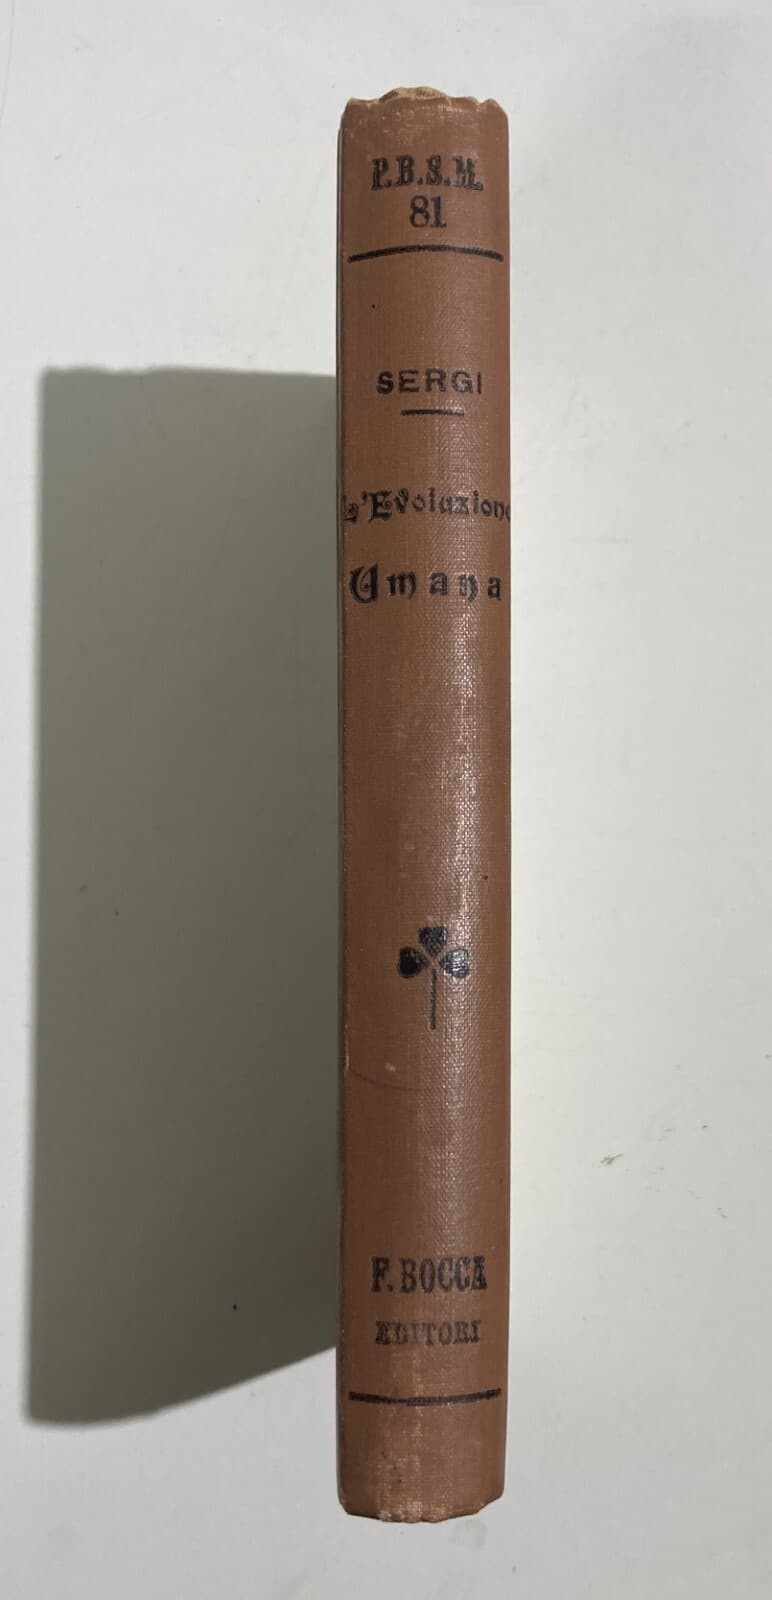 P.B.S.M.
81
SERGI
L'Evoluzione
Umana
F. BOCCA
EDITORI